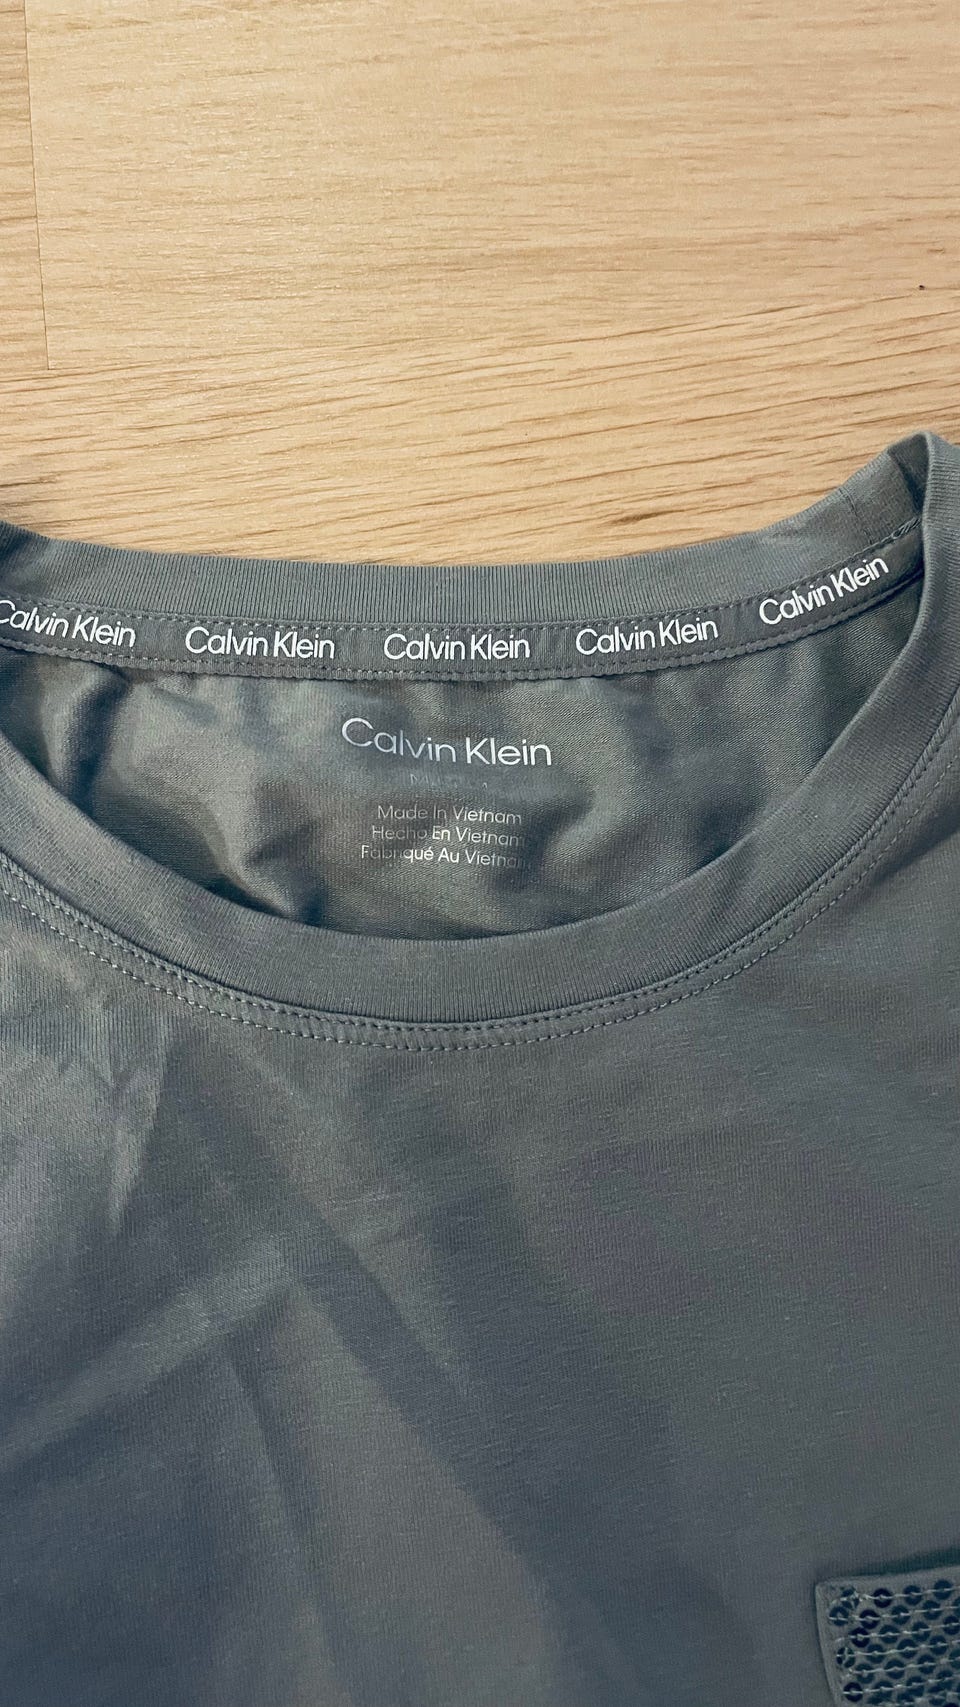 Calvin Klein Calvin Klein Calvin Klein Calvin Klein Calvin Klein
Calvin Klein
Made In Vietnam
Hecho En Vietnam
Fabriqué Au Vietnam